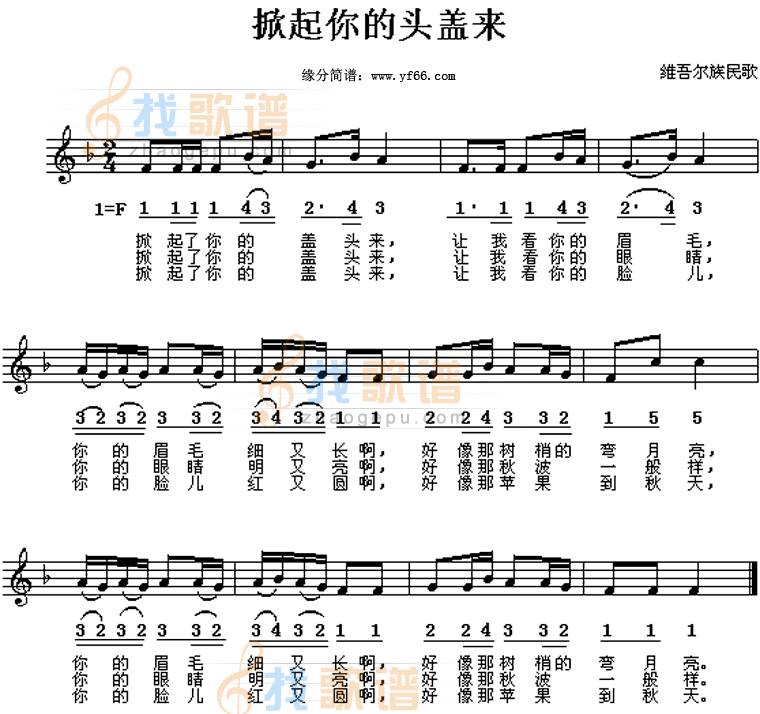 掀起你的头盖来
缘分简谱：www.yf66.com
维吾尔族民歌
找歌谱
zhaogepu.com
2/4
1=F 1 1 1 1 4 3 2· 4 3 1· 1 1 4 3 2· 4 3
掀 起了你 的 盖 头来, 让 我看你的 眉 毛,
掀 起了你 的 盖 头来, 让 我看你的 眼 睛,
掀 起了你 的 盖 头来, 让 我看你的 脸 儿,
找歌谱
zhaogepu.com
3 2 3 2 3 3 2 3 4 3 2 1 1 2 2 4 3 3 2 1 5 5
你 的 眉 毛 细 又 长啊, 好 像那树 梢的 弯 月 亮,
你 的 眼 睛 明 又 亮啊, 好 像那秋 波 一 般 样,
你 的 脸 儿 红 又 圆啊, 好 像那苹 果 到 秋 天,
3 2 3 2 3 3 2 3 4 3 2 1 1 2 2 4 3 3 2 1 1 1
你 的 眉 毛 细 又 长啊, 好 像那树 梢的 弯 月 亮。
你 的 眼 睛 明 又 亮啊, 好 像那秋 波 一 般 样。
你 的 脸 儿 红 又 圆啊, 好 像那苹 果 到 秋 天。
找歌谱